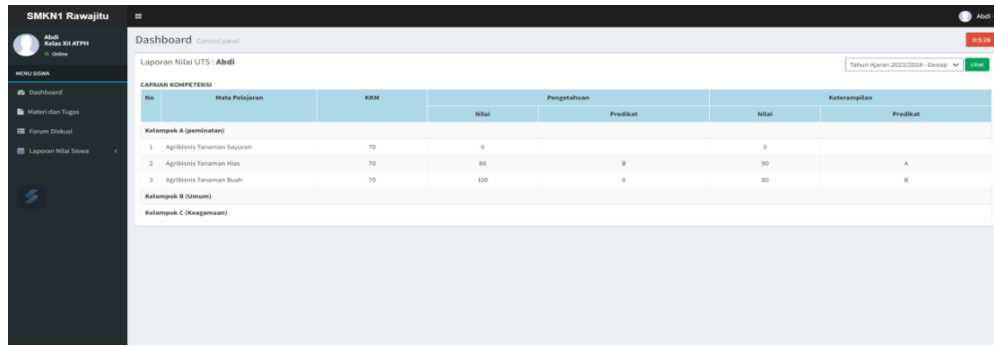 SMKN1 Rawajitu
Abdi
Abdi
Kelas XII ATPH
Online
MENU SISWA
Dashboard
Materi dan Tugas
Forum Diskusi
Laporan Nilai Siswa
Dashboard Control panel
0:5:28
Laporan Nilai UTS : Abdi
Tahun Ajaran 2023/2024 - Genap Lihat
CAPAIAN KOMPETENSI
No Mata Pelajaran KKM Pengetahuan Keterampilan
Nilai Predikat Nilai Predikat
Kelompok A (peminatan)
1 Agribisnis Tanaman Sayuran 70 0 0
2 Agribisnis Tanaman Hias 70 80 B 90 A
3 Agribisnis Tanaman Buah 70 100 A 80 B
Kelompok B (Umum)
Kelompok C (Keagamaan)